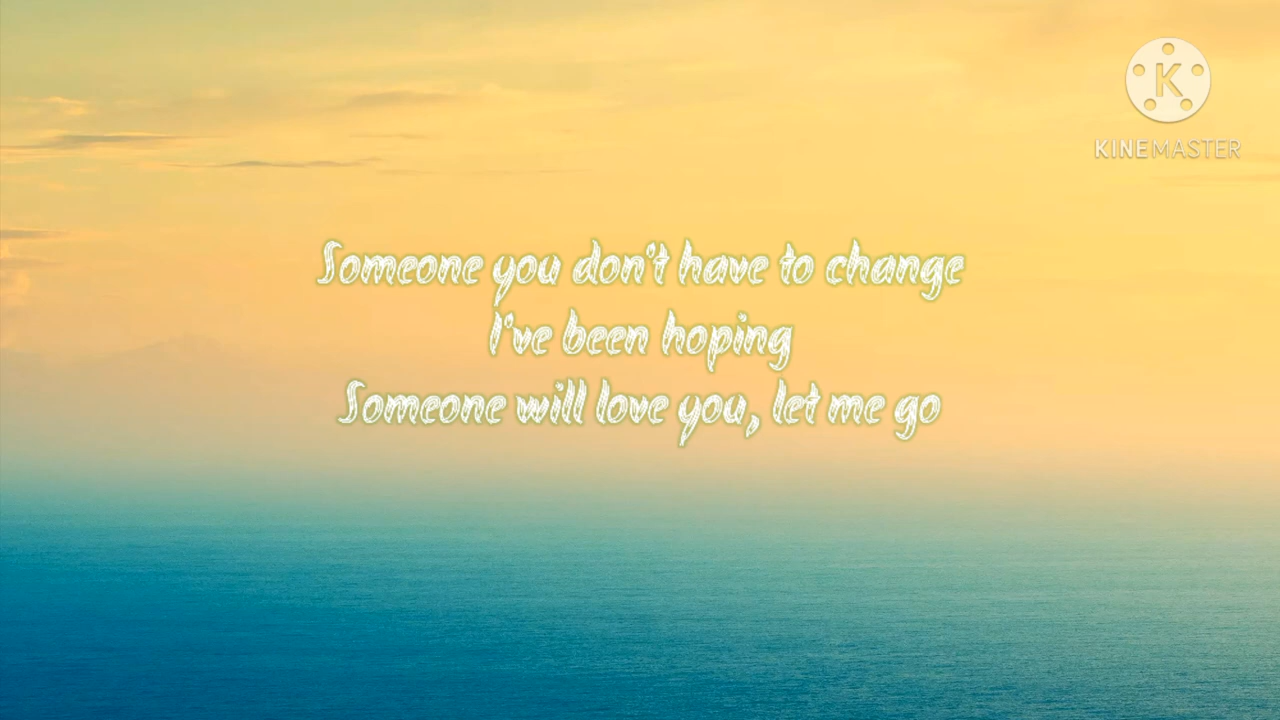 K
KINEMASTER
Someone you don't have to change
I've been hoping
Someone will love you, let me go